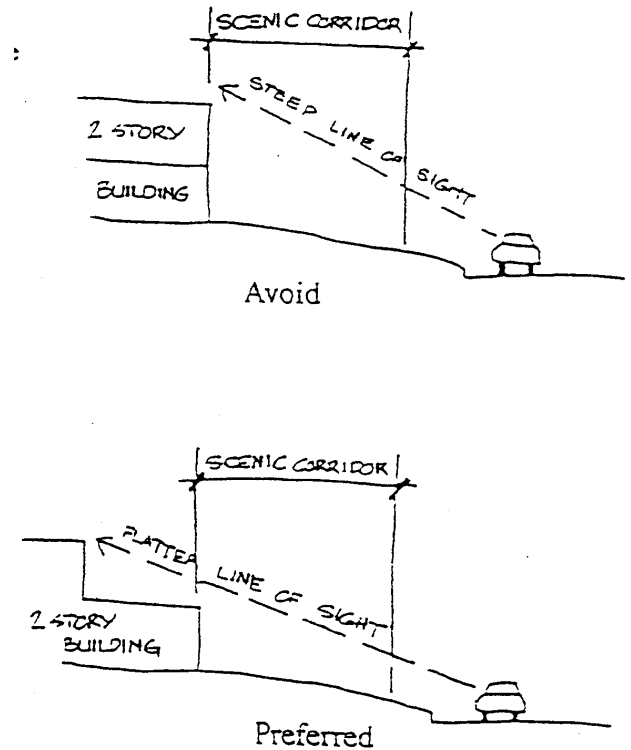 SCENIC CORRIDOR
STEEP LINE OF SIGHT
2 STORY
BUILDING
Avoid
SCENIC CORRIDOR
FLATTER LINE OF SIGHT
2 STORY
BUILDING
Preferred